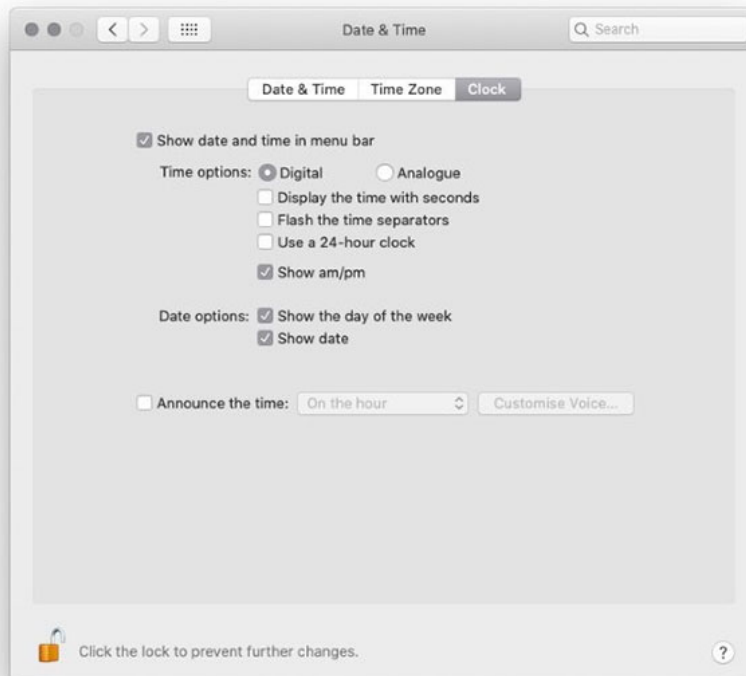 Date & Time
Search
Date & Time Time Zone Clock
Show date and time in menu bar
Time options: Digital Analogue
Display the time with seconds
Flash the time separators
Use a 24-hour clock
Show am/pm
Date options: Show the day of the week
Show date
Announce the time: On the hour Customise Voice...
Click the lock to prevent further changes. ?